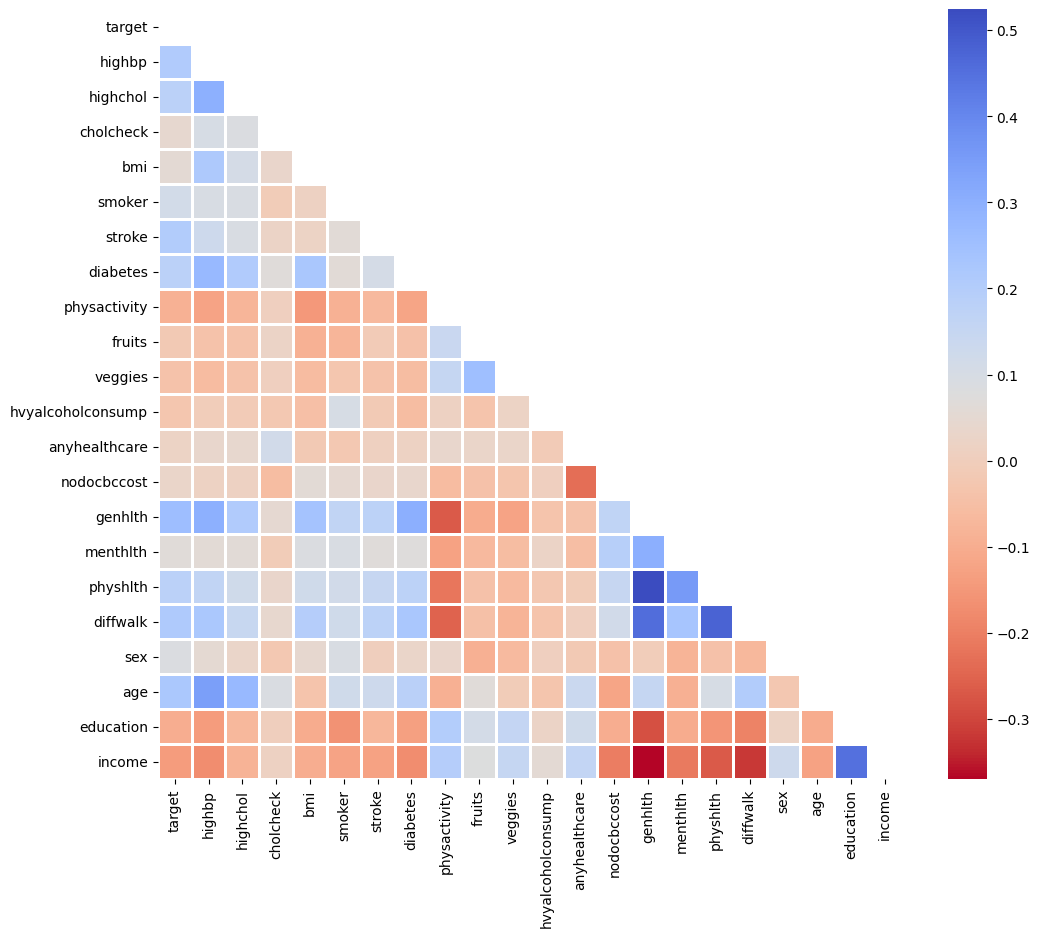 target
highbp
highchol
cholcheck
bmi
smoker
stroke
diabetes
physactivity
fruits
veggies
hvyalcoholconsump
anyhealthcare
nodocbccost
genhlth
menthlth
physhlth
diffwalk
sex
age
education
income
target
highbp
highchol
cholcheck
bmi
smoker
stroke
diabetes
physactivity
fruits
veggies
hvyalcoholconsump
anyhealthcare
nodocbccost
genhlth
menthlth
physhlth
diffwalk
sex
age
education
income
0.5
0.4
0.3
0.2
0.1
0.0
−0.1
−0.2
−0.3